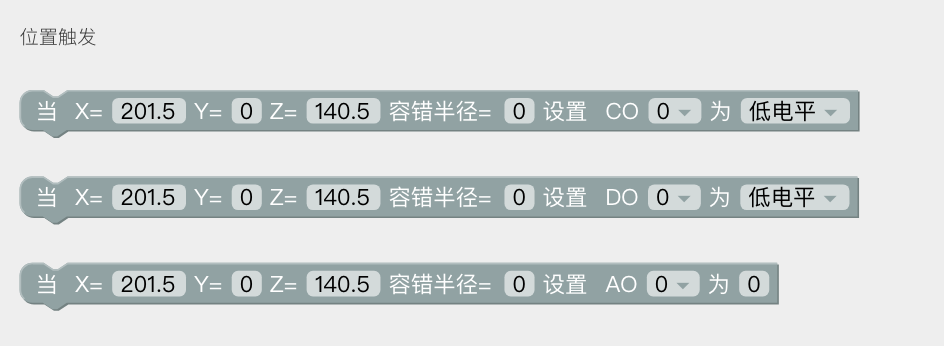 位置触发
当 X= 201.5 Y= 0 Z= 140.5 容错半径= 0 设置 CO 0 为 低电平
当 X= 201.5 Y= 0 Z= 140.5 容错半径= 0 设置 DO 0 为 低电平
当 X= 201.5 Y= 0 Z= 140.5 容错半径= 0 设置 AO 0 为 0